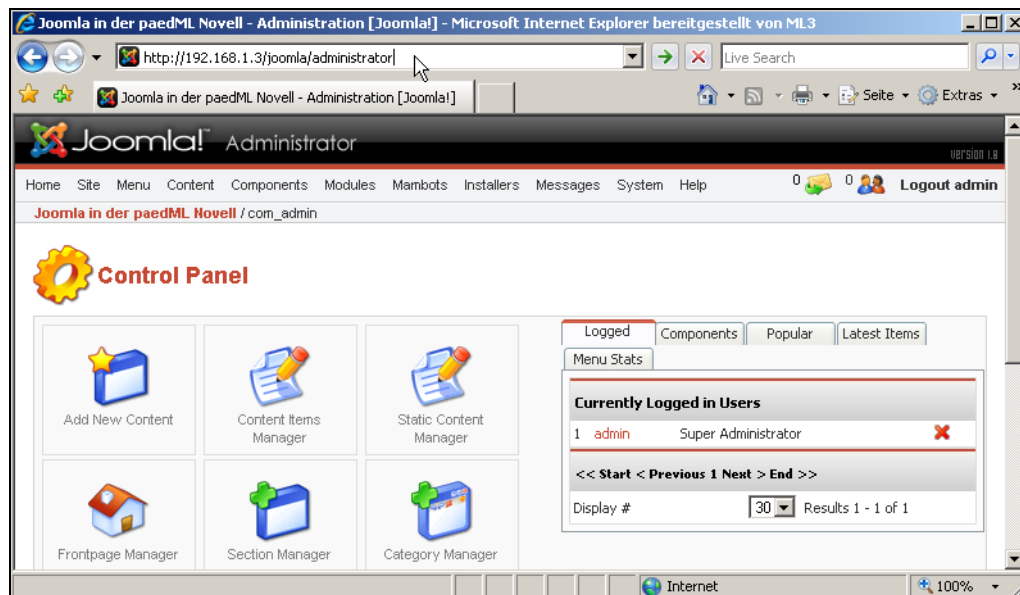 Joomla in der paedML Novell - Administration [Joomla!] - Microsoft Internet Explorer bereitgestellt von ML3
http://192.168.1.3/joomla/administrator
Live Search
Joomla in der paedML Novell - Administration [Joomla!]
Seite
Extras
»
Joomla!™ Administrator
version 1.0
Home Site Menu Content Components Modules Mambots Installers Messages System Help 0 0 Logout admin
Joomla in der paedML Novell / com_admin
Control Panel
Logged Components Popular Latest Items
Menu Stats
Add New Content
Content Items
Manager
Static Content
Manager
Currently Logged in Users
1 admin Super Administrator
<< Start < Previous 1 Next > End >>
Display # 30 Results 1 - 1 of 1
Frontpage Manager
Section Manager
Category Manager
Internet
100%